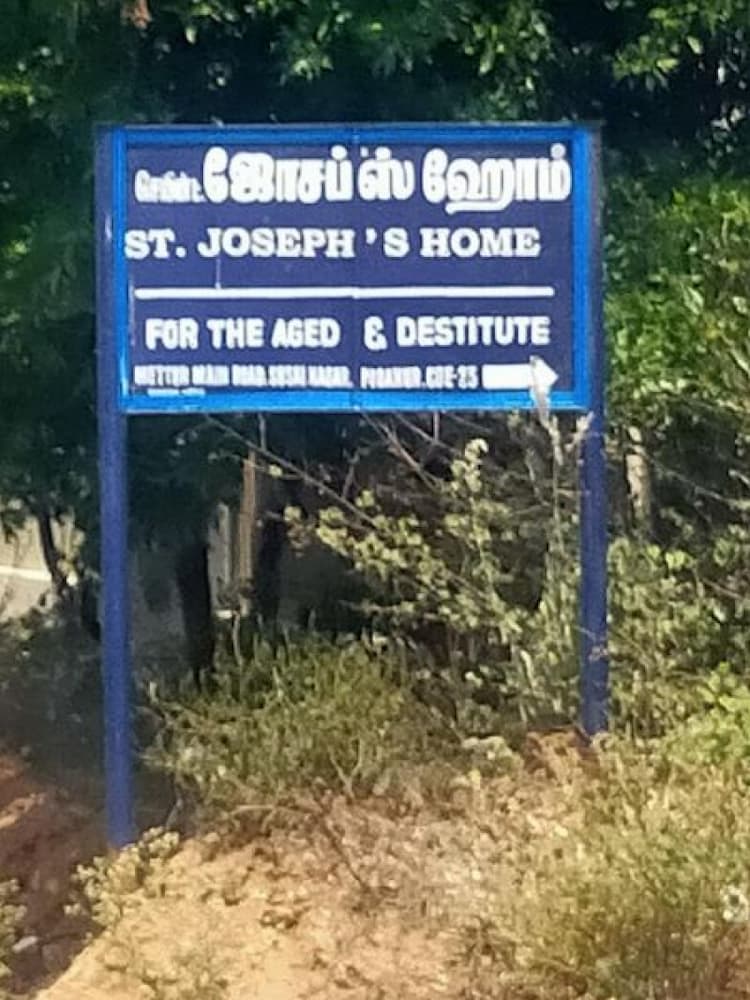 செயின்ட். ஜோசப்'ஸ் ஹோம்
ST. JOSEPH'S HOME
FOR THE AGED & DESTITUTE
METTUR MAIN ROAD. SUSAI NAGAR. PODANUR. CBE-23